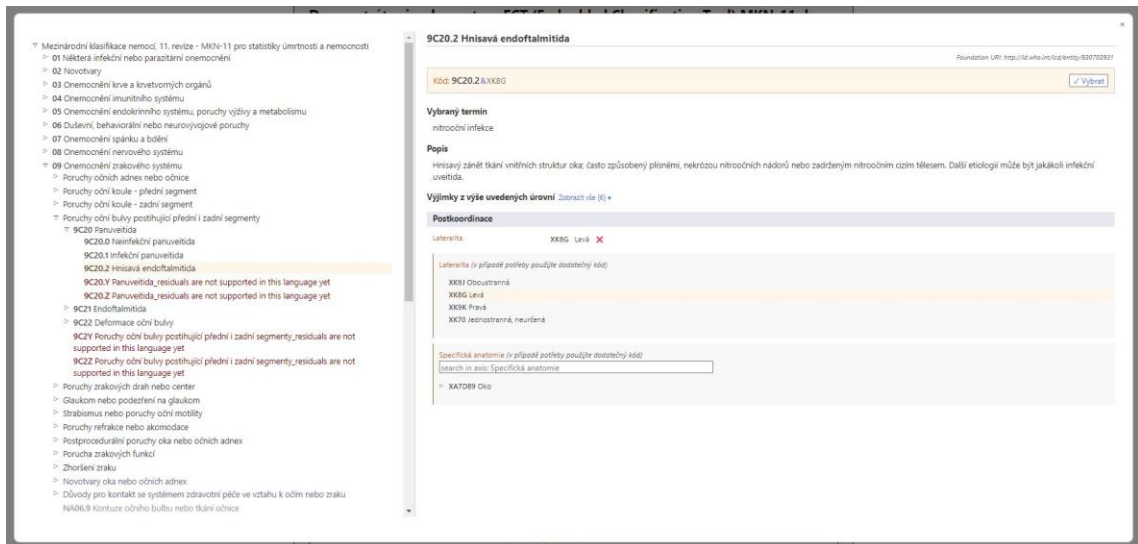 ×
Mezinárodní klasifikace nemocí, 11. revize - MKN-11 pro statistiky úmrtnosti a nemocnosti
01 Některá infekční nebo parazitární onemocnění
02 Novotvary
03 Onemocnění krve a krvetvorných orgánů
04 Onemocnění imunitního systému
05 Onemocnění endokrinního systému, poruchy výživy a metabolismu
06 Duševní, behaviorální nebo neurovývojové poruchy
07 Onemocnění spánku a bdění
08 Onemocnění nervového systému
09 Onemocnění zrakového systému
Poruchy očních adnex nebo očnice
Poruchy oční koule - přední segment
Poruchy oční koule - zadní segment
Poruchy oční bulvy postihující přední i zadní segmenty
9C20 Panuveitida
9C20.0 Neinfekční panuveitida
9C20.1 Infekční panuveitida
9C20.2 Hnisavá endoftalmitida
9C20.Y Panuveitida_residuals are not supported in this language yet
9C20.Z Panuveitida_residuals are not supported in this language yet
9C21 Endoftalmitida
9C22 Deformace oční bulvy
9C2Y Poruchy oční bulvy postihující přední i zadní segmenty_residuals are not
supported in this language yet
9C2Z Poruchy oční bulvy postihující přední i zadní segmenty_residuals are not
supported in this language yet
Poruchy zrakových drah nebo center
Glaukom nebo podezření na glaukom
Strabismus nebo poruchy oční motility
Poruchy refrakce nebo akomodace
Postprocedurální poruchy oka nebo očních adnex
Porucha zrakových funkcí
Zhoršení zraku
Novotvary oka nebo očních adnex
Důvody pro kontakt se systémem zdravotní péče ve vztahu k očím nebo zraku
NA06.9 Kontuze očního bulbu nebo tkání očnice
9C20.2 Hnisavá endoftalmitida
Foundation URI: http://id.who.int/icd/entity/830703931
Kód: 9C20.2&XK8G
✓ Vybrat
Vybraný termín
nitrooční infekce
Popis
Hnisavý zánět tkání vnitřních struktur oka; často způsobený plísněmi, nekrózou nitroočních nádorů nebo zadrženým nitroočním cizím tělesem. Další etiologií může být jakákoli infekční
uveitida.
Výjimky z výše uvedených úrovní Zobrazit vše [6]
Postkoordinace
Lateralita XK8G Levá ✕
Lateralita (v případě potřeby použijte dodatečný kód)
XK9J Oboustranná
XK8G Levá
XK9K Pravá
XK70 Jednostranná, neurčená
Specifická anatomie (v případě potřeby použijte dodatečný kód)
search in axis: Specifická anatomie
XA7D89 Oko